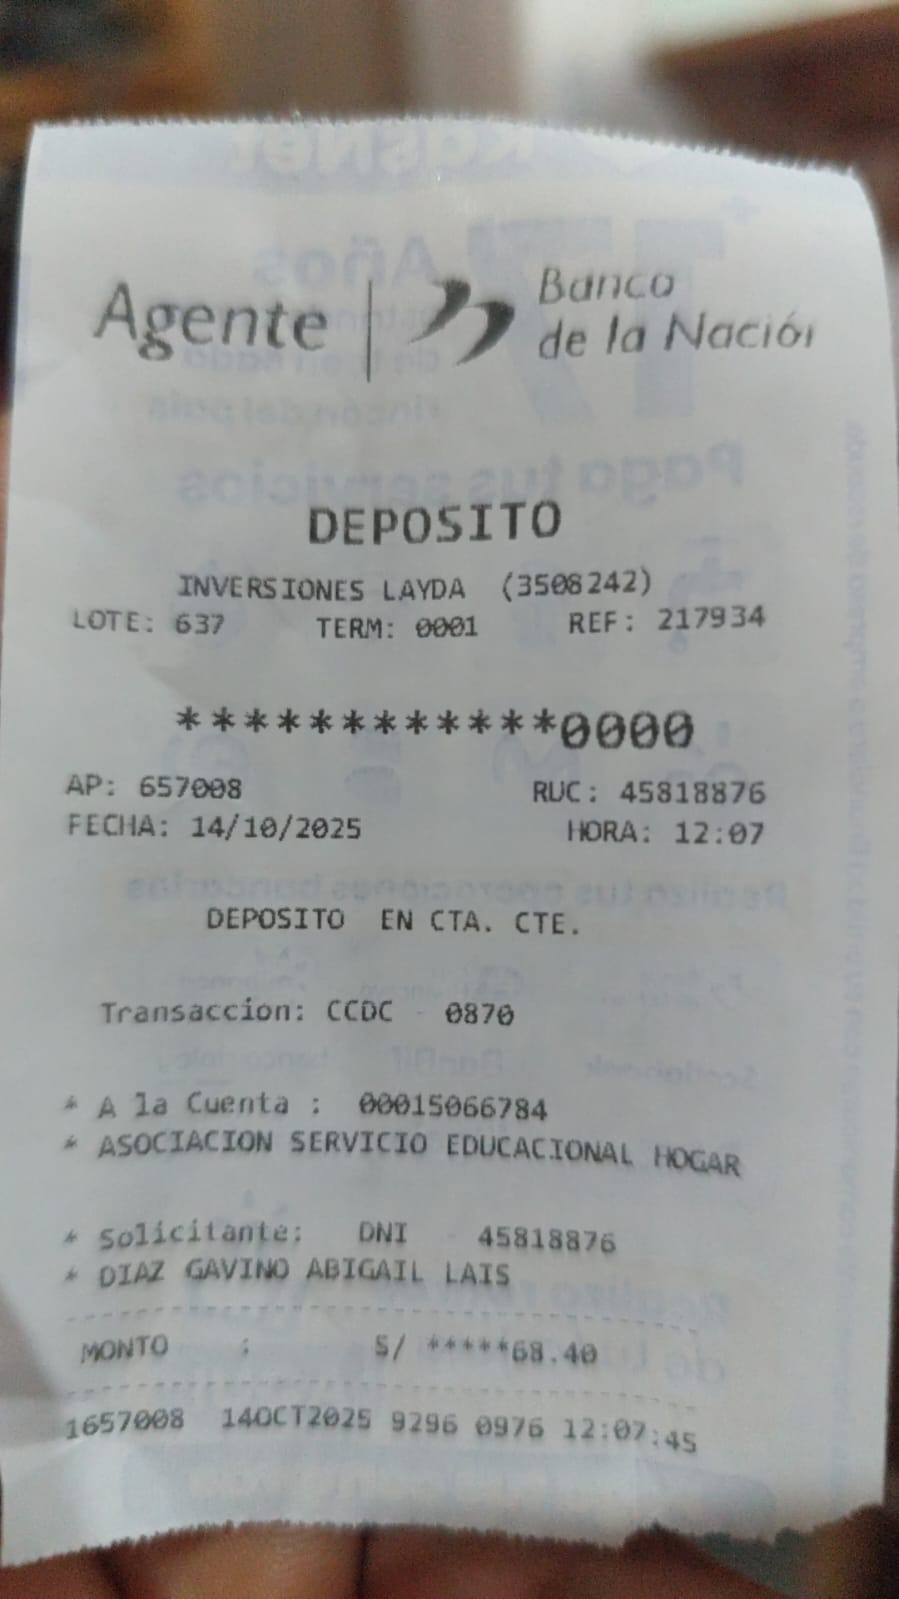 Agente | Banco
de la Nación
DEPOSITO
INVERSIONES LAYDA (3508242)
LOTE: 637 TERM: 0001 REF: 217934
************0000
AP: 657008 RUC: 45818876
FECHA: 14/10/2025 HORA: 12:07
DEPOSITO EN CTA. CTE.
Transaccion: CCDC - 0870
* A la Cuenta : 00015066784
* ASOCIACION SERVICIO EDUCACIONAL HOGAR
* Solicitante: DNI 45818876
* DIAZ GAVINO ABIGAIL LAIS
MONTO : S/ *****68.40
1657008 14OCT2025 9296 0976 12:07:45